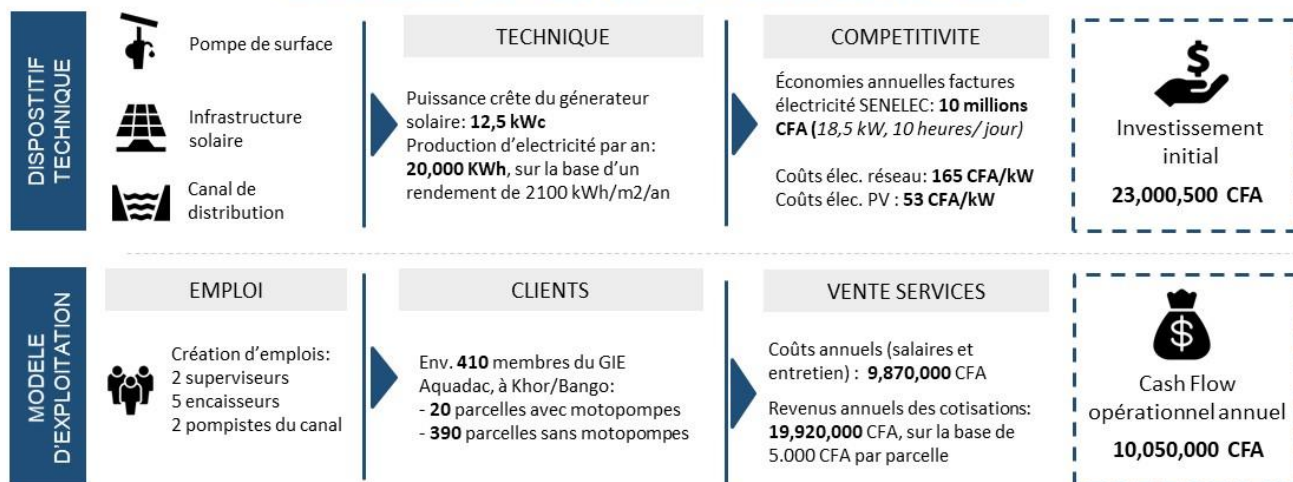 DISPOSTITIF
TECHNIQUE
Pompe de surface
Infrastructure
solaire
Canal de
distribution
TECHNIQUE
Puissance crête du génerateur
solaire: 12,5 kWc
Production d'electricité par an:
20,000 KWh, sur la base d'un
rendement de 2100 kWh/m2/an
COMPETITIVITE
Économies annuelles factures
électricité SENELEC: 10 millions
CFA (18,5 kW, 10 heures/ jour)
Coûts élec. réseau: 165 CFA/kW
Coûts élec. PV : 53 CFA/kW
$
Investissement
initial
23,000,500 CFA
MODELE
D'EXPLOITATION
EMPLOI
Création d'emplois:
2 superviseurs
5 encaisseurs
2 pompistes du canal
CLIENTS
Env. 410 membres du GIE
Aquadac, à Khor/Bango:
- 20 parcelles avec motopompes
- 390 parcelles sans motopompes
VENTE SERVICES
Coûts annuels (salaires et
entretien) : 9,870,000 CFA
Revenus annuels des cotisations:
19,920,000 CFA, sur la base de
5.000 CFA par parcelle
$
Cash Flow
opérationnel annuel
10,050,000 CFA